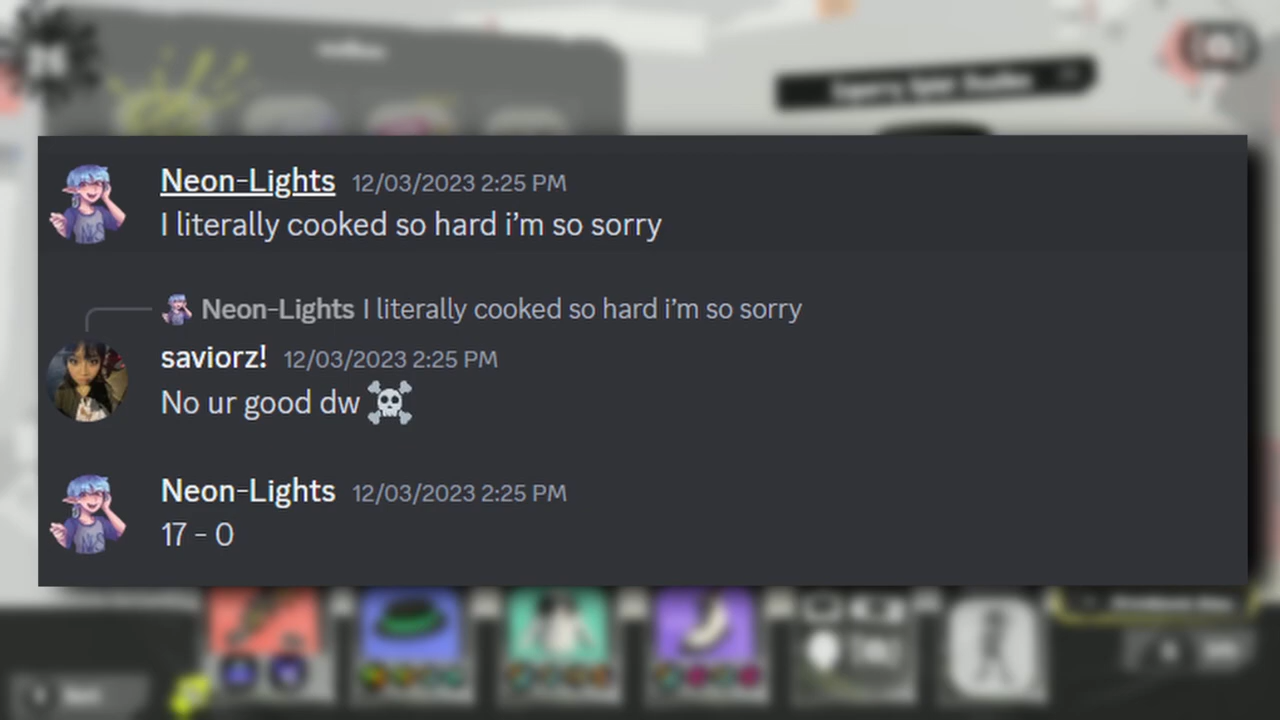 Neon-Lights 12/03/2023 2:25 PM
I literally cooked so hard i'm so sorry
Neon-Lights I literally cooked so hard i'm so sorry
saviorz! 12/03/2023 2:25 PM
No ur good dw ☠️
Neon-Lights 12/03/2023 2:25 PM
17 - 0